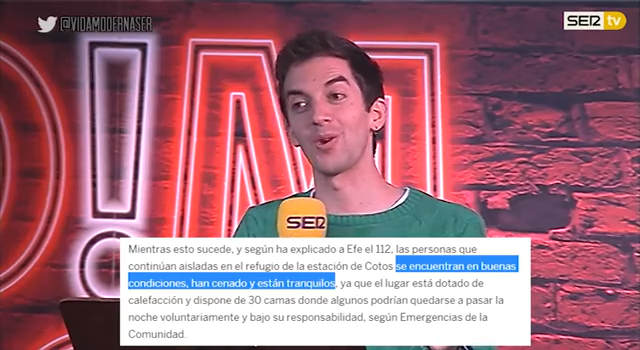 @VIDAMODERNASER
SER tv
O!M
SER
Mientras esto sucede, y según ha explicado a Efe el 112, las personas que
continúan aisladas en el refugio de la estación de Cotos se encuentran en buenas
condiciones, han cenado y están tranquilos, ya que el lugar está dotado de
calefacción y dispone de 30 camas donde algunos podrían quedarse a pasar la
noche voluntariamente y bajo su responsabilidad, según Emergencias de la
Comunidad.